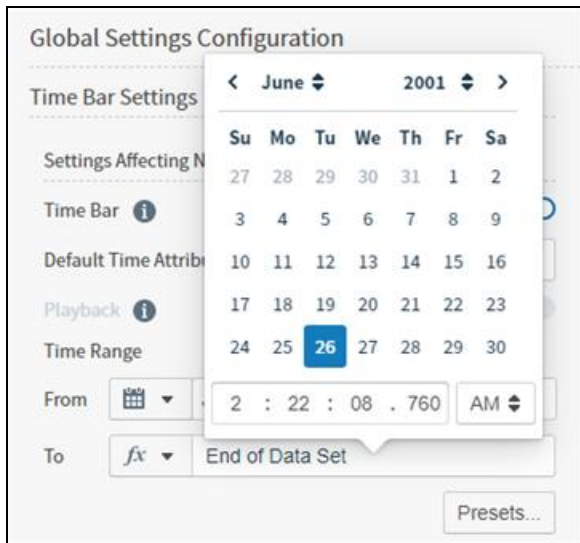 Global Settings Configuration
June 2001
Time Bar Settings
Su Mo Tu We Th Fr Sa
Settings Affecting N
27 28 29 30 31 1 2
Time Bar
3 4 5 6 7 8 9
Default Time Attrib
10 11 12 13 14 15 16
Playback
17 18 19 20 21 22 23
Time Range
24 25 26 27 28 29 30
From
2 : 22 : 08 . 760 AM
To fx End of Data Set
Presets...